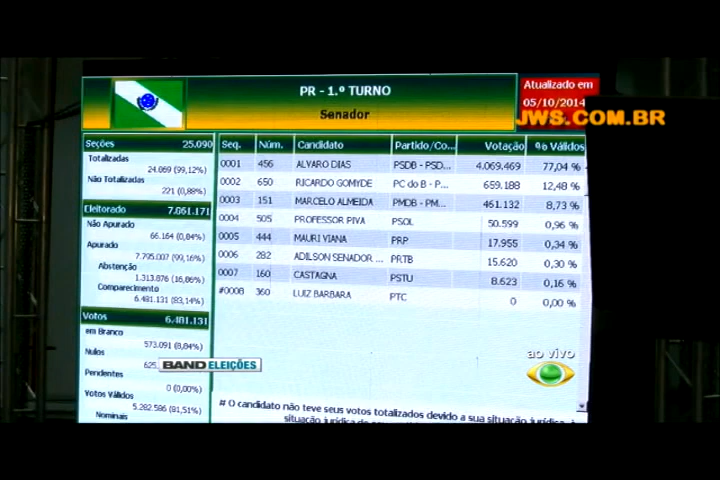 PR - 1.º TURNO
Senador
Atualizado em
05/10/2014
JWS.COM.BR
Seções 25.090
Totalizadas
24.869 (99,12%)
Não Totalizadas
221 (0,88%)
Eleitorado 7.861.171
Não Apurado
66.164 (0,84%)
Apurado
7.795.007 (99,16%)
Abstenção
1.313.876 (16,86%)
Comparecimento
6.481.131 (83,14%)
Votos 6.481.131
em Branco
573.091 (8,84%)
Nulos
625.
Pendentes
0 (0,00%)
Votos Válidos
5.282.586 (81,51%)
Nominais
Seq. Núm. Candidato Partido/Co... Votação % Válidos
0001 456 ALVARO DIAS PSDB - PSD... 4.069.469 77,04 %
0002 650 RICARDO GOMYDE PC do B - P... 659.188 12,48 %
0003 151 MARCELO ALMEIDA PMDB - PM... 461.132 8,73 %
0004 505 PROFESSOR PIVA PSOL 50.599 0,96 %
0005 444 MAURI VIANA PRP 17.955 0,34 %
0006 282 ADILSON SENADOR ... PRTB 15.620 0,30 %
0007 160 CASTAGNA PSTU 8.623 0,16 %
#0008 360 LUIZ BARBARA PTC 0 0,00 %
BAND ELEIÇÕES
ao vivo
# O candidato não teve seus votos totalizados devido a sua situação jurídica, à
situação jurídica de